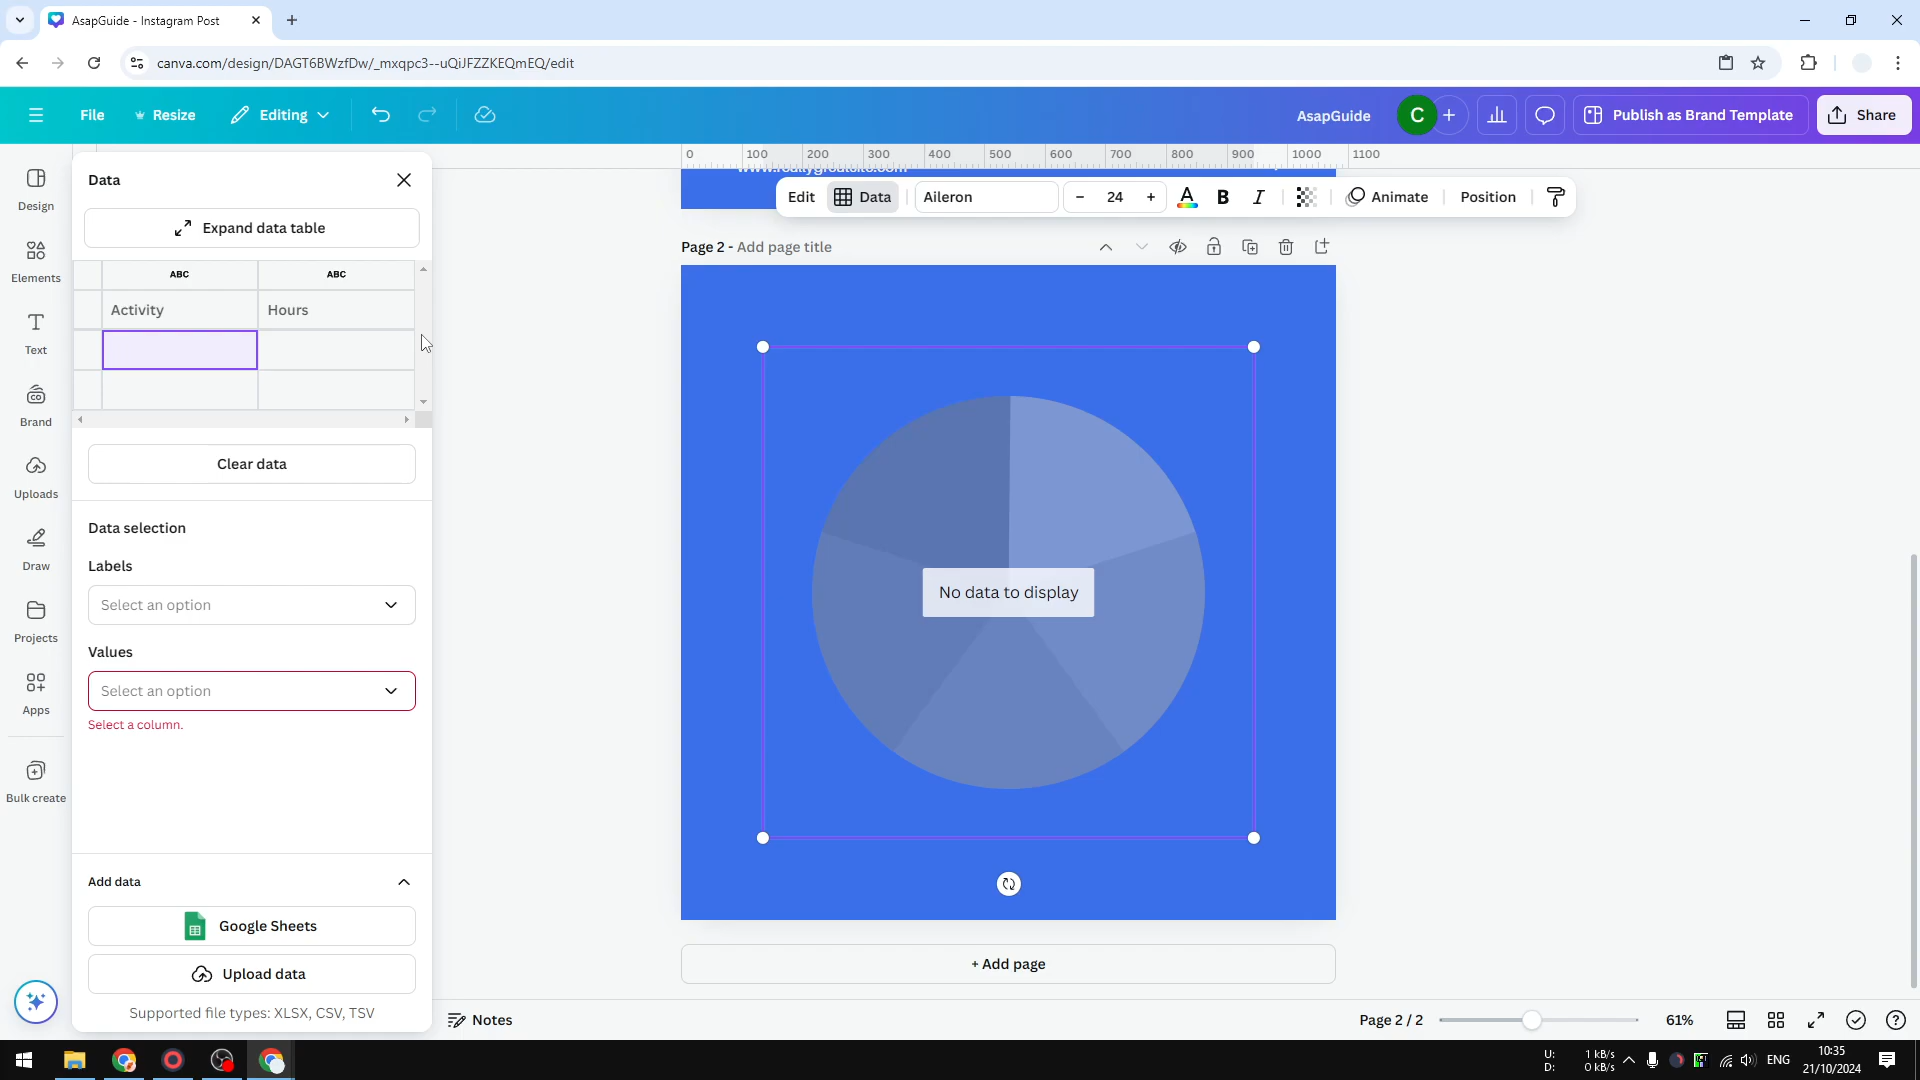 AsapGuide - Instagram Post
canva.com/design/DAGT6BWzfDw/_mxqpc3--uQiJFZZKEQmEQ/edit
File
Resize
Editing
AsapGuide
C
Publish as Brand Template
Share
0 100 200 300 400 500 600 700 800 900 1000 1100
Design
Elements
Text
Brand
Uploads
Draw
Projects
Apps
Bulk create
Data
Expand data table
ABC ABC
Activity Hours
Clear data
Data selection
Labels
Select an option
Values
Select an option
Select a column.
Add data
Google Sheets
Upload data
Supported file types: XLSX, CSV, TSV
www.reallygreatsite.com
Edit Data Aileron - 24 + A B I Animate Position
Page 2 - Add page title
No data to display
+ Add page
Notes
Page 2 / 2
61%
U: 1 kB/s
D: 0 kB/s
ENG
10:35
21/10/2024